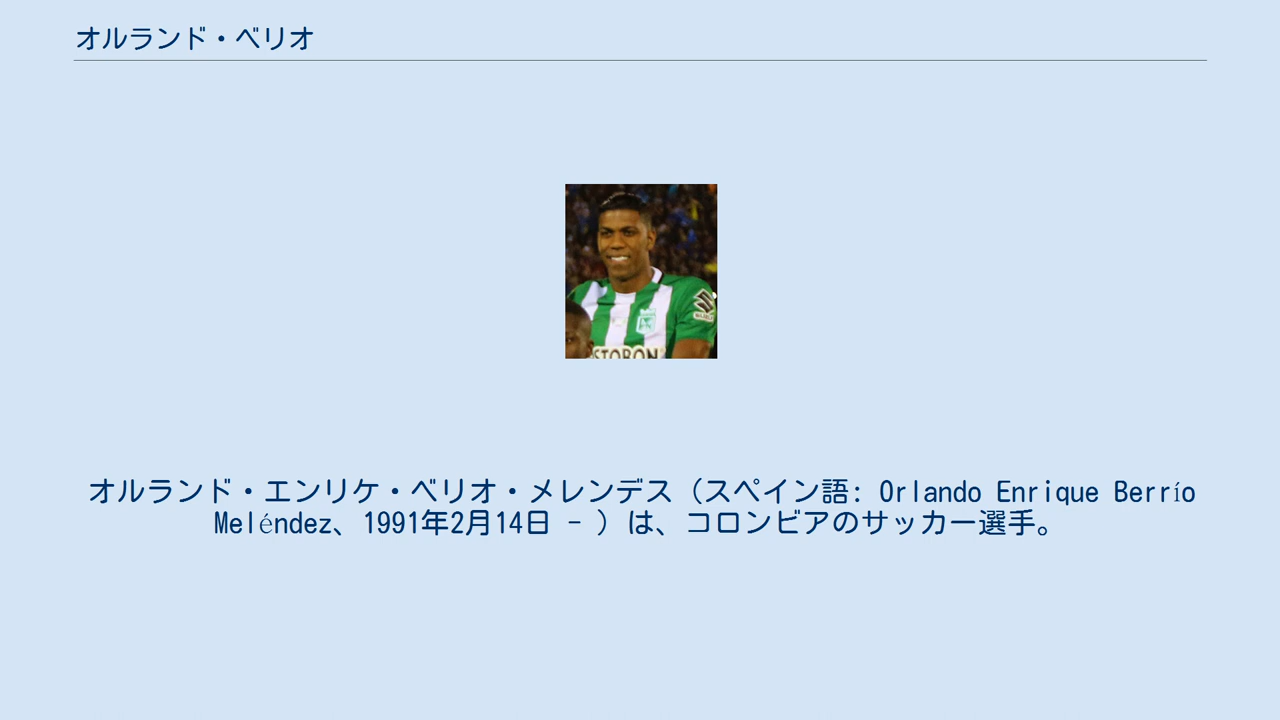 オルランド・ベリオ
STOBON
オルランド・エンリケ・ベリオ・メレンデス（スペイン語: Orlando Enrique Berrío
Meléndez、1991年2月14日 - ）は、コロンビアのサッカー選手。